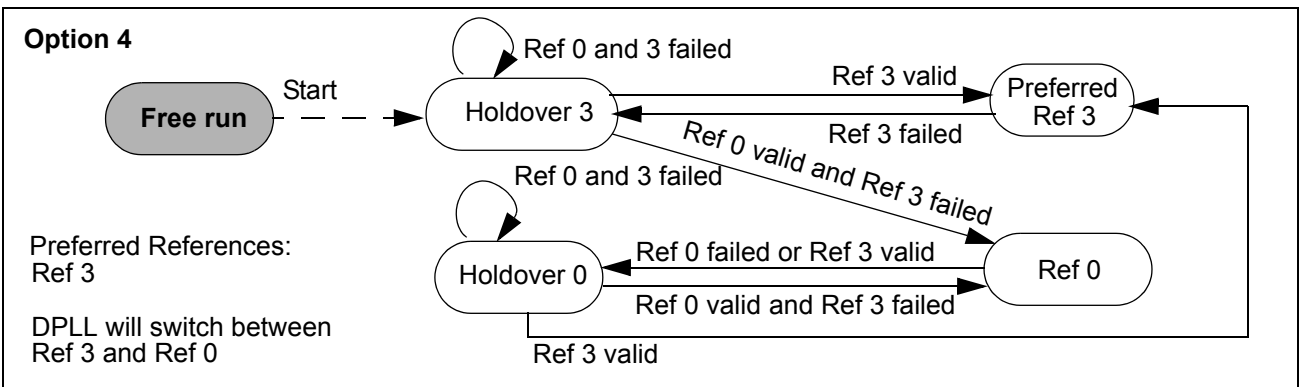 Option 4
Ref 0 and 3 failed
Start
Free run
Holdover 3
Ref 3 valid
Preferred
Ref 3
Ref 3 failed
Ref 0 valid and Ref 3 failed
Ref 0 and 3 failed
Preferred References:
Ref 3
Holdover 0
Ref 0 failed or Ref 3 valid
Ref 0
Ref 0 valid and Ref 3 failed
DPLL will switch between
Ref 3 and Ref 0
Ref 3 valid